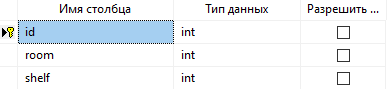 Имя столбца Тип данных Разрешить ...
id int
room int
shelf int